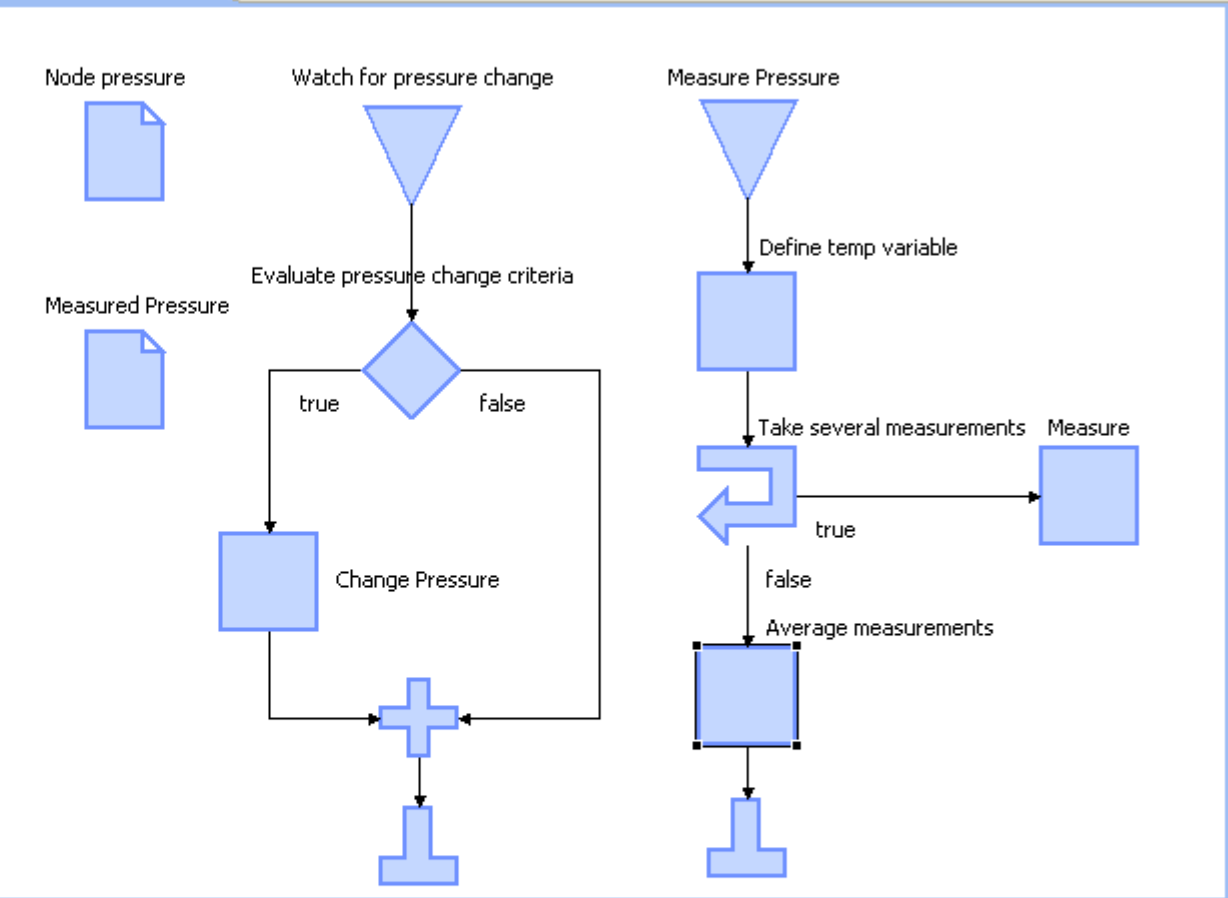 Node pressure
Watch for pressure change
Measure Pressure
Define temp variable
Evaluate pressure change criteria
Measured Pressure
true
false
Take several measurements
Measure
true
Change Pressure
false
Average measurements